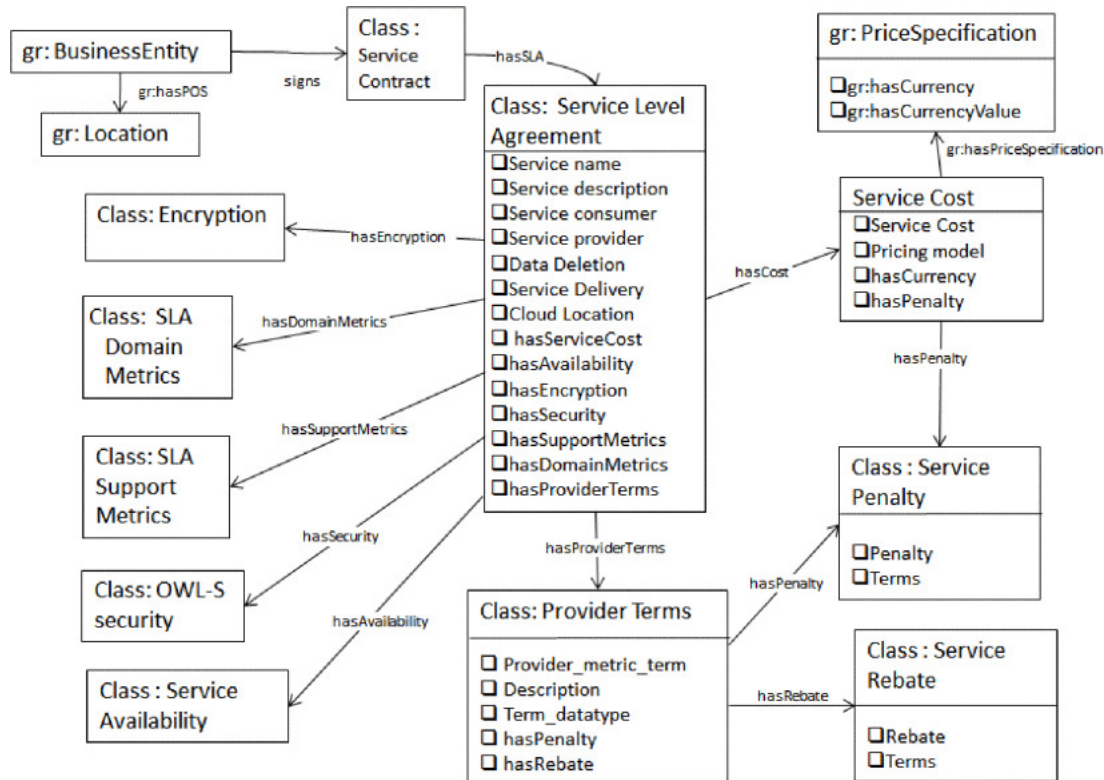 gr: BusinessEntity
signs
Class :
Service
Contract
hasSLA
gr:hasPOS
gr: Location
gr: PriceSpecification
❑gr:hasCurrency
❑gr:hasCurrencyValue
gr:hasPriceSpecification
Class: Service Level
Agreement
❑Service name
❑Service description
❑Service consumer
❑Service provider
❑Data Deletion
❑Service Delivery
❑Cloud Location
❑ hasServiceCost
❑hasAvailability
❑hasEncryption
❑hasSecurity
❑hasSupportMetrics
❑hasDomainMetrics
❑hasProviderTerms
Class: Encryption
hasEncryption
Class: SLA
Domain
Metrics
hasDomainMetrics
Class: SLA
Support
Metrics
hasSupportMetrics
Class: OWL-S
security
hasSecurity
Class : Service
Availability
hasAvailability
hasCost
Service Cost
❑Service Cost
❑Pricing model
❑hasCurrency
❑hasPenalty
hasPenalty
Class : Service
Penalty
❑Penalty
❑Terms
hasProviderTerms
Class: Provider Terms
❑ Provider_metric_term
❑ Description
❑ Term_datatype
❑ hasPenalty
❑ hasRebate
hasPenalty
hasRebate
Class : Service
Rebate
❑Rebate
❑Terms